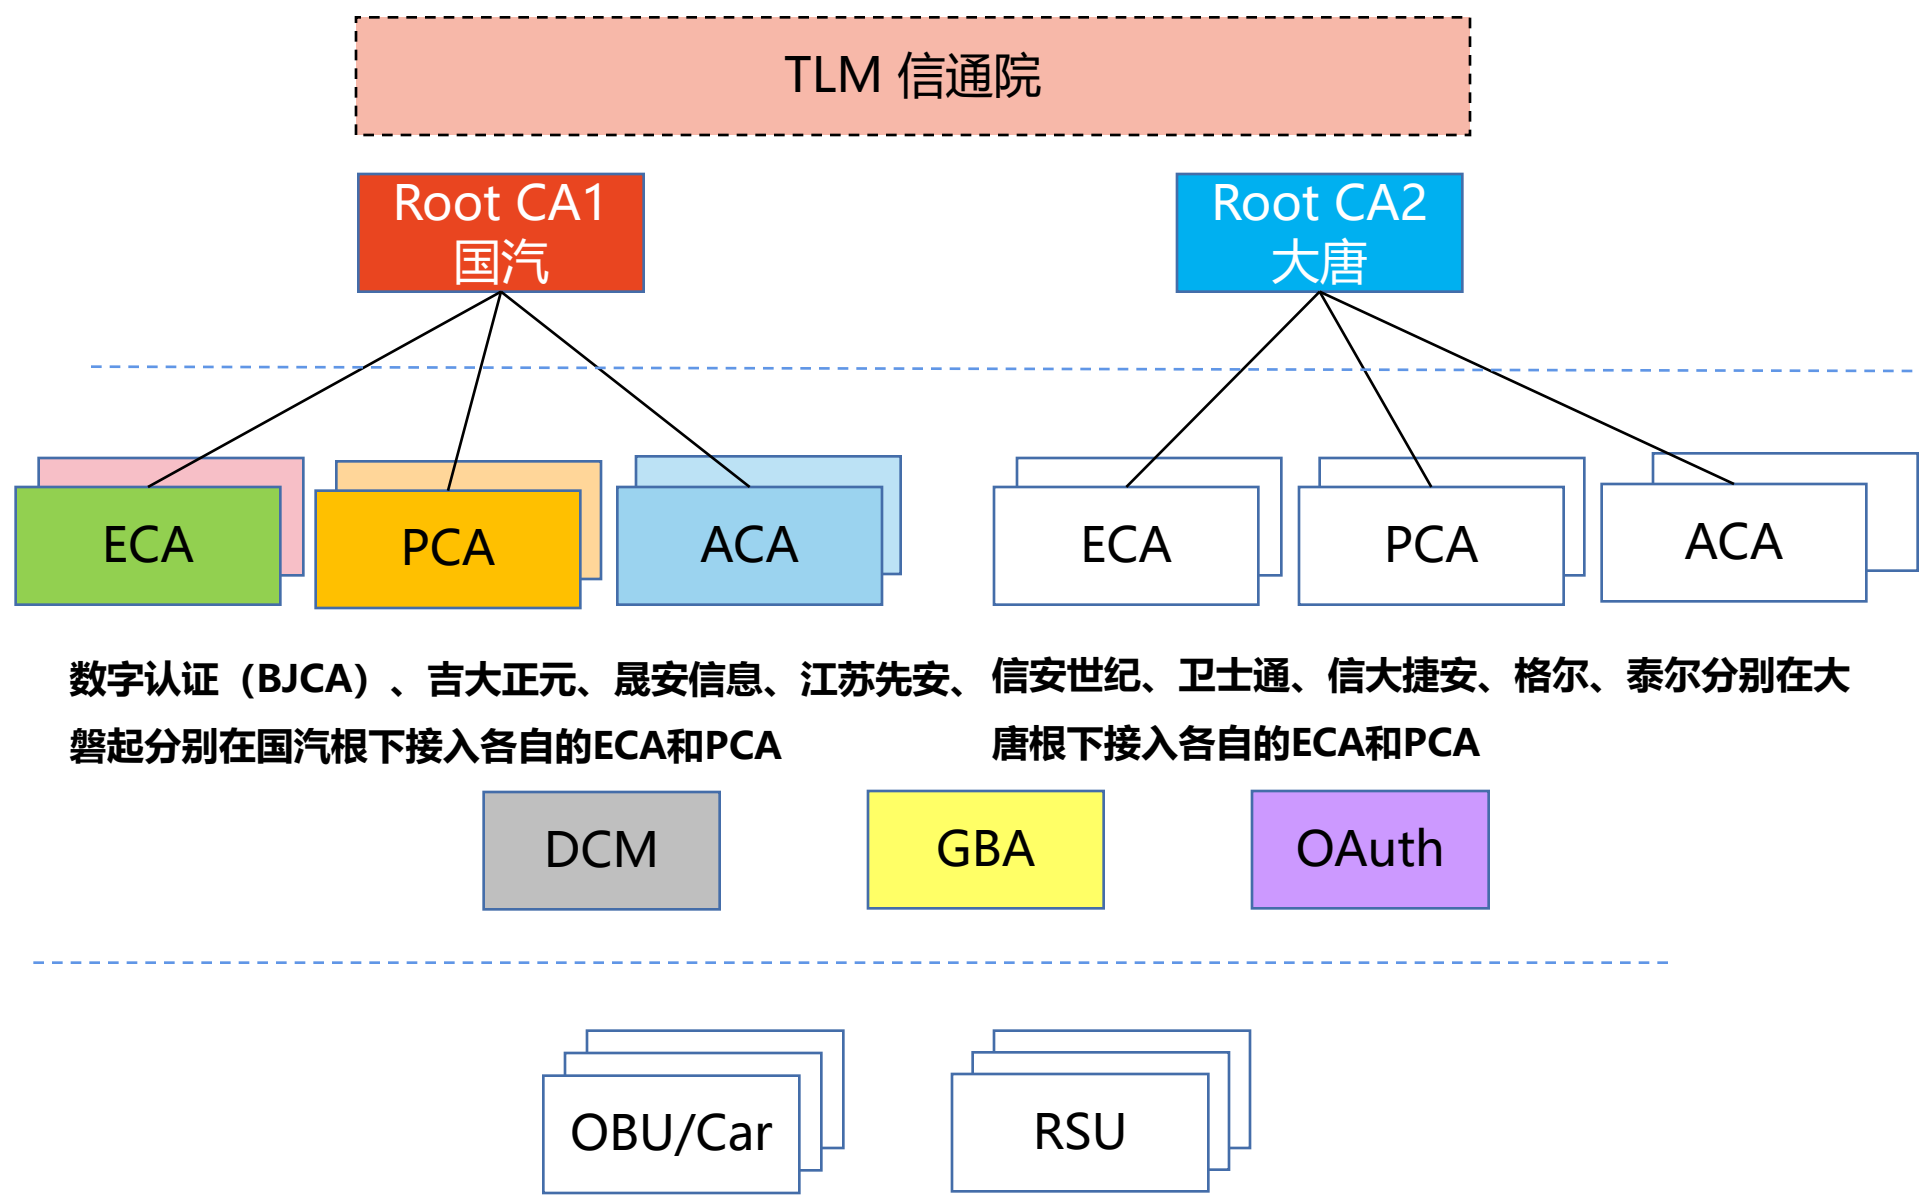 TLM 信通院
Root CA1
国汽
Root CA2
大唐
ECA
PCA
ACA
ECA
PCA
ACA
数字认证（BJCA）、吉大正元、晟安信息、江苏先安、
磐起分别在国汽根下接入各自的ECA和PCA
信安世纪、卫士通、信大捷安、格尔、泰尔分别在大
唐根下接入各自的ECA和PCA
DCM
GBA
OAuth
OBU/Car
RSU